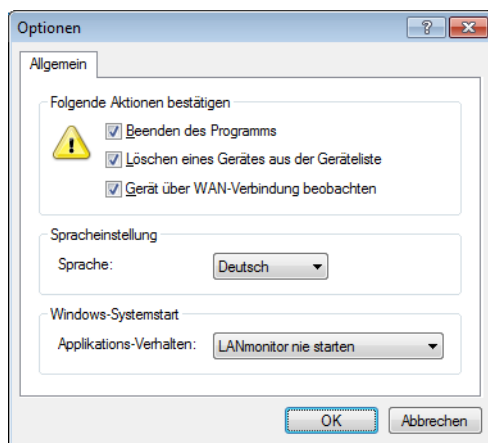 Optionen
Allgemein
Folgende Aktionen bestätigen
Beenden des Programms
Löschen eines Gerätes aus der Geräteliste
Gerät über WAN-Verbindung beobachten
Spracheinstellung
Sprache: Deutsch
Windows-Systemstart
Applikations-Verhalten: LANmonitor nie starten
OK Abbrechen